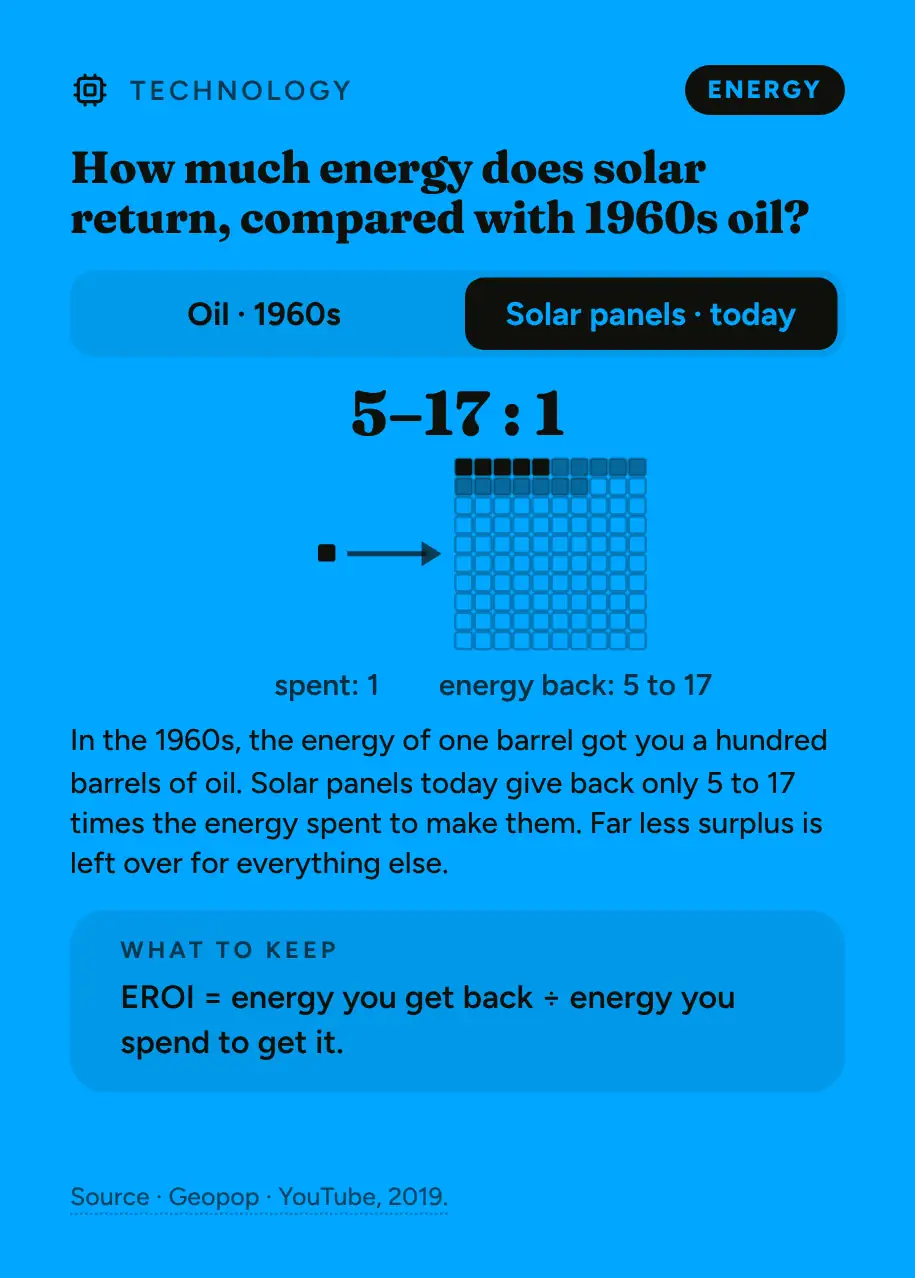 TECHNOLOGY
ENERGY
How much energy does solar
return, compared with 1960s oil?
Oil · 1960s
Solar panels · today
5–17 : 1
spent: 1
energy back: 5 to 17
In the 1960s, the energy of one barrel got you a hundred
barrels of oil. Solar panels today give back only 5 to 17
times the energy spent to make them. Far less surplus is
left over for everything else.
WHAT TO KEEP
EROI = energy you get back ÷ energy you
spend to get it.
Source · Geopop · YouTube, 2019.